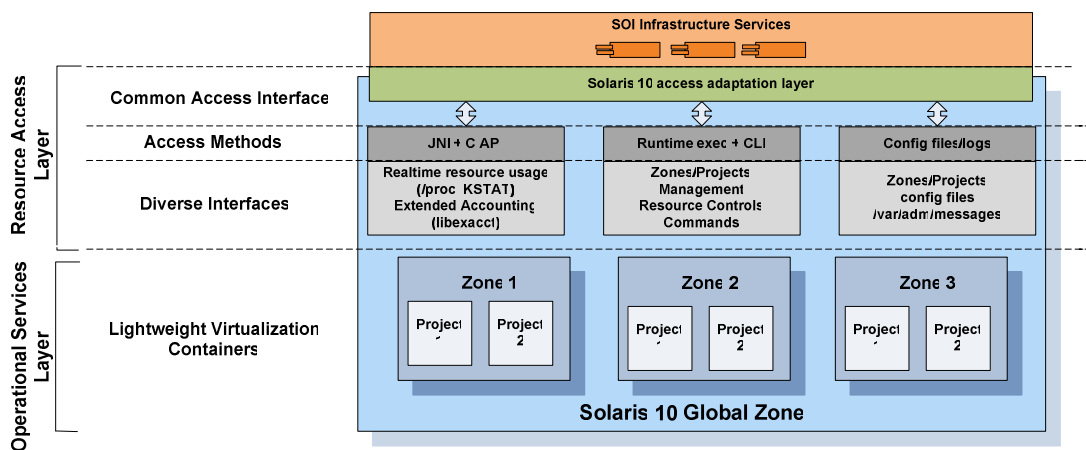 SOI Infrastructure Services
Solaris 10 access adaptation layer
Resource Access
Layer
Common Access Interface
Access Methods
JNI + C AP
Runtime exec + CLI
Config files/logs
Diverse Interfaces
Realtime resource usage
(/proc KSTAT)
Extended Accounting
(libexacct)
Zones/Projects
Management
Resource Controls
Commands
Zones/Projects
config files
/var/adm/messages
Operational Services
Layer
Lightweight Virtualization
Containers
Zone 1
Project
Project
2
Zone 2
Project
Project
2
Zone 3
Project
Project
2
Solaris 10 Global Zone